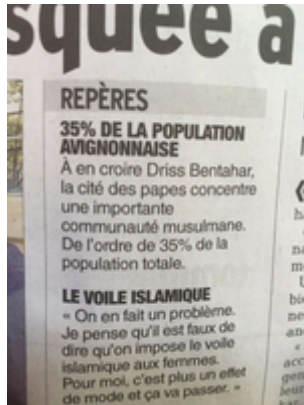 squée à
REPÈRES
35% DE LA POPULATION
AVIGNONNAISE
À en croire Driss Bentahar,
la cité des papes concentre
une importante
communauté musulmane.
De l'ordre de 35% de la
population totale.
LE VOILE ISLAMIQUE
« On en fait un problème.
Je pense qu'il est faux de
dire qu'on impose le voile
islamique aux femmes.
Pour moi, c'est plus un effet
de mode et ça va passer. »